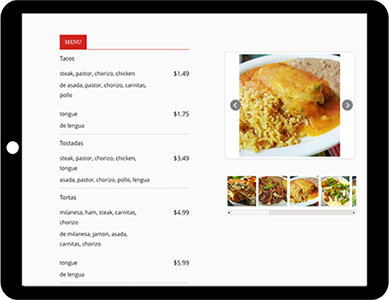 MENU
Tacos
steak, pastor, chorizo, chicken $1.49
de asada, pastor, chorizo, carnitas,
pollo
tongue $1.75
de lengua
Tostadas
steak, pastor, chorizo, chicken, $3.49
tongue
asada, pastor, chorizo, pollo, lengua
Tortas
milanesa, ham, steak, carnitas, $4.99
chorizo
de milanesa, jamon, asada,
carnitas, chorizo
tongue $5.99
de lengua